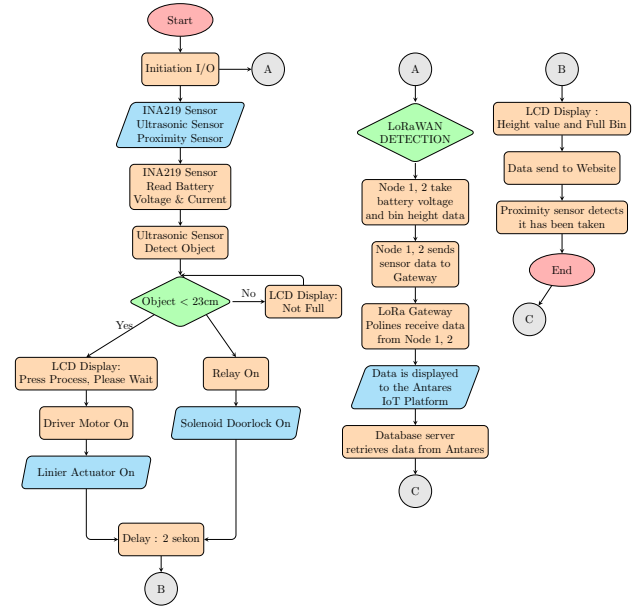 Start
Initiation I/O
A
INA219 Sensor
Ultrasonic Sensor
Proximity Sensor
INA219 Sensor
Read Battery
Voltage & Current
Ultrasonic Sensor
Detect Object
Object < 23cm
No
LCD Display:
Not Full
Yes
LCD Display:
Press Process, Please Wait
Relay On
Driver Motor On
Solenoid Doorlock On
Linier Actuator On
Delay : 2 sekon
B
A
LoRaWAN
DETECTION
Node 1, 2 take
battery voltage
and bin height data
Node 1, 2 sends
sensor data to
Gateway
LoRa Gateway
Polines receive data
from Node 1, 2
Data is displayed
to the Antares
IoT Platform
Database server
retrieves data from Antares
C
B
LCD Display :
Height value and Full Bin
Data send to Website
Proximity sensor detects
it has been taken
End
C